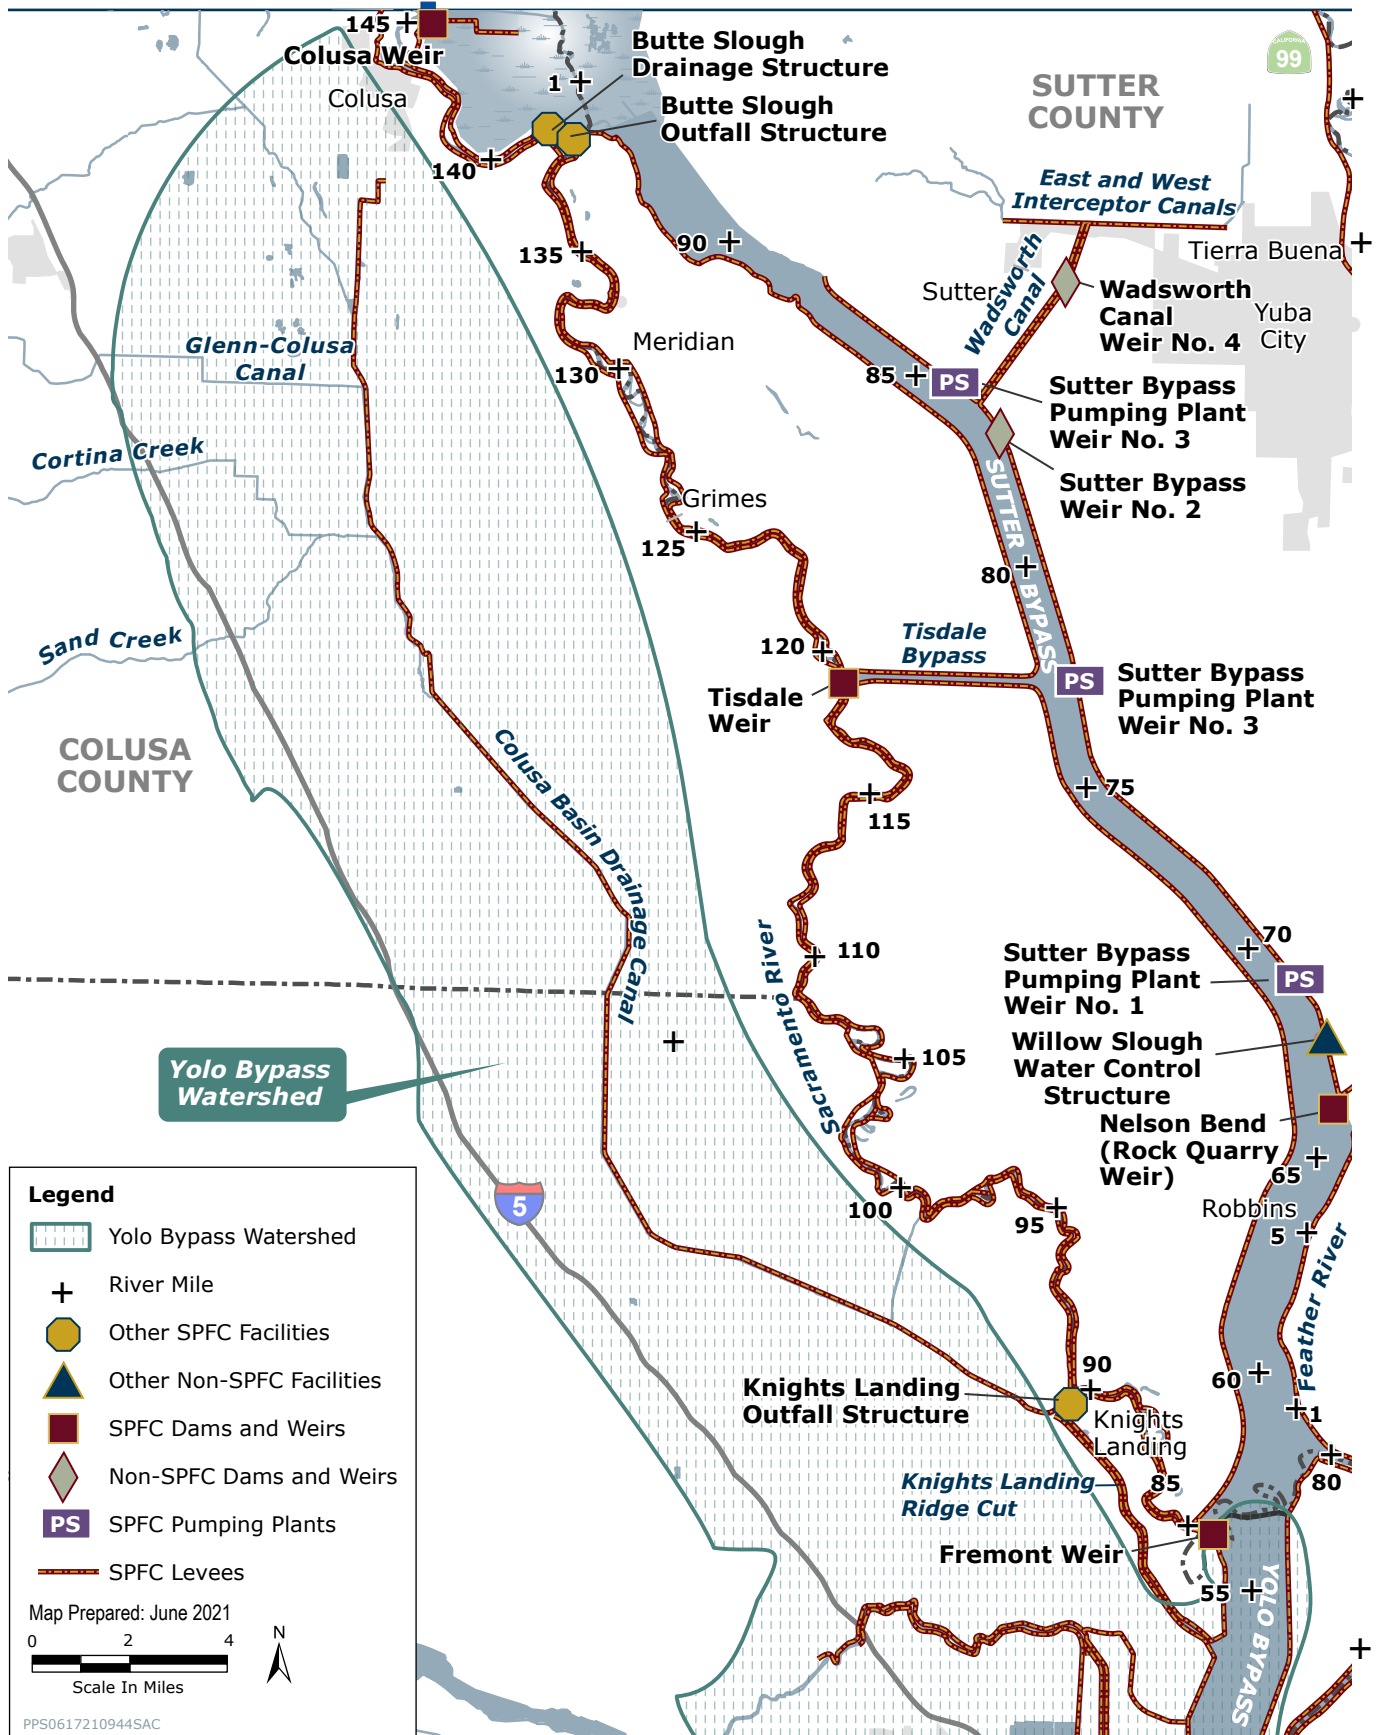 145
Colusa Weir
Colusa
1
Butte Slough
Drainage Structure
Butte Slough
Outfall Structure
CALIFORNIA
99
SUTTER
COUNTY
140
135
90
East and West
Interceptor Canals
Tierra Buena
Sutter
Wadsworth
Canal
Wadsworth
Canal
Weir No. 4
Yuba
City
Glenn-Colusa
Canal
Meridian
130
85
PS
Sutter Bypass
Pumping Plant
Weir No. 3
Cortina Creek
Sutter Bypass
Weir No. 2
Grimes
125
SUTTER BYPASS
80
Sand Creek
120
Tisdale
Bypass
Tisdale
Weir
PS
Sutter Bypass
Pumping Plant
Weir No. 3
COLUSA
COUNTY
Colusa Basin Drainage Canal
75
115
110
Sacramento River
70
Sutter Bypass
Pumping Plant
Weir No. 1
PS
105
Willow Slough
Water Control
Structure
Yolo Bypass
Watershed
Nelson Bend
(Rock Quarry
Weir)
65
100
95
Robbins
5
Feather River
5
90
60
1
Knights Landing
Outfall Structure
Knights
Landing
Knights Landing
Ridge Cut
85
80
Fremont Weir
55
YOLO BYPASS
Legend
Yolo Bypass Watershed
River Mile
Other SPFC Facilities
Other Non-SPFC Facilities
SPFC Dams and Weirs
Non-SPFC Dams and Weirs
PS SPFC Pumping Plants
SPFC Levees
Map Prepared: June 2021
0 2 4
N
Scale In Miles
PPS0617210944SAC